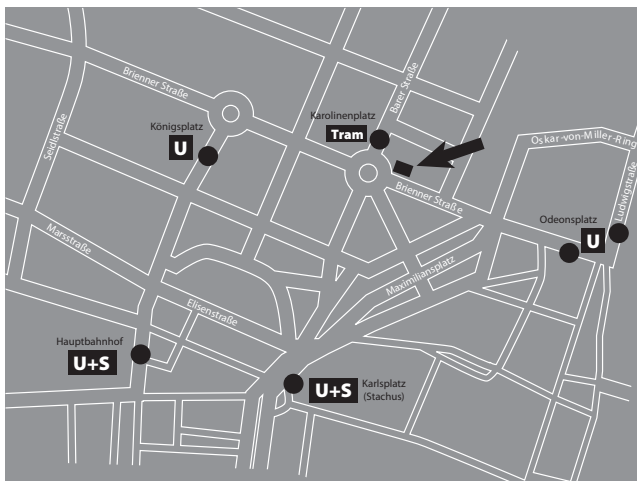 Brienner Straße
Barer Straße
Karolinenplatz
Tram
Königsplatz
U
Seidlstraße
Oskar-von-Miller-Ring
Ludwigstraße
Brienner Straße
Odeonsplatz
U
Marsstraße
Maximiliansplatz
Elisenstraße
Hauptbahnhof
U+S
U+S
Karlsplatz
(Stachus)